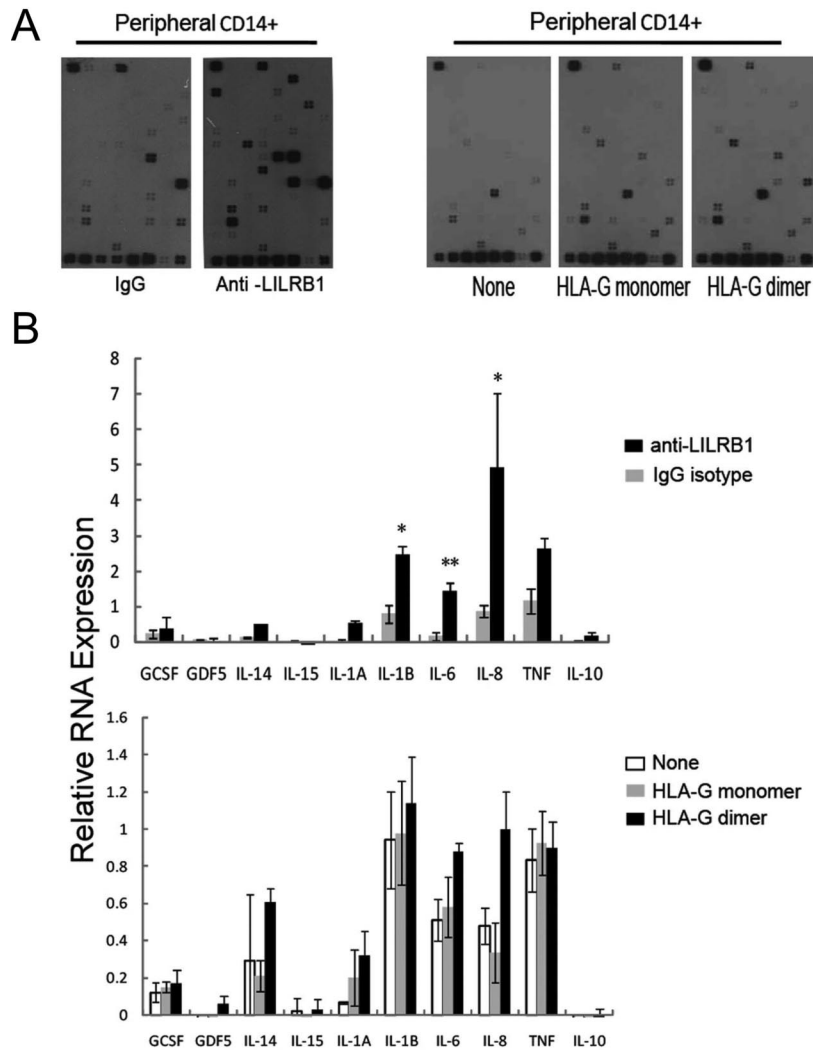 A
Peripheral CD14+
Peripheral CD14+
IgG
Anti -LILRB1
None
HLA-G monomer
HLA-G dimer
B
Relative RNA Expression
8
7
6
5
4
3
2
1
0
*
**
*
anti-LILRB1
IgG isotype
GCSF GDF5 IL-14 IL-15 IL-1A IL-1B IL-6 IL-8 TNF IL-10
1.6
1.4
1.2
1
0.8
0.6
0.4
0.2
0
None
HLA-G monomer
HLA-G dimer
GCSF GDF5 IL-14 IL-15 IL-1A IL-1B IL-6 IL-8 TNF IL-10